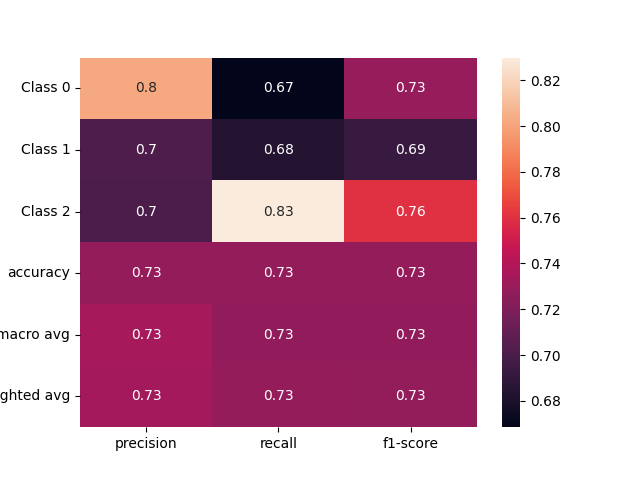 Class 0 0.8 0.67 0.73
Class 1 0.7 0.68 0.69
Class 2 0.7 0.83 0.76
accuracy 0.73 0.73 0.73
macro avg 0.73 0.73 0.73
ghted avg 0.73 0.73 0.73
precision recall f1-score
0.82
0.80
0.78
0.76
0.74
0.72
0.70
0.68